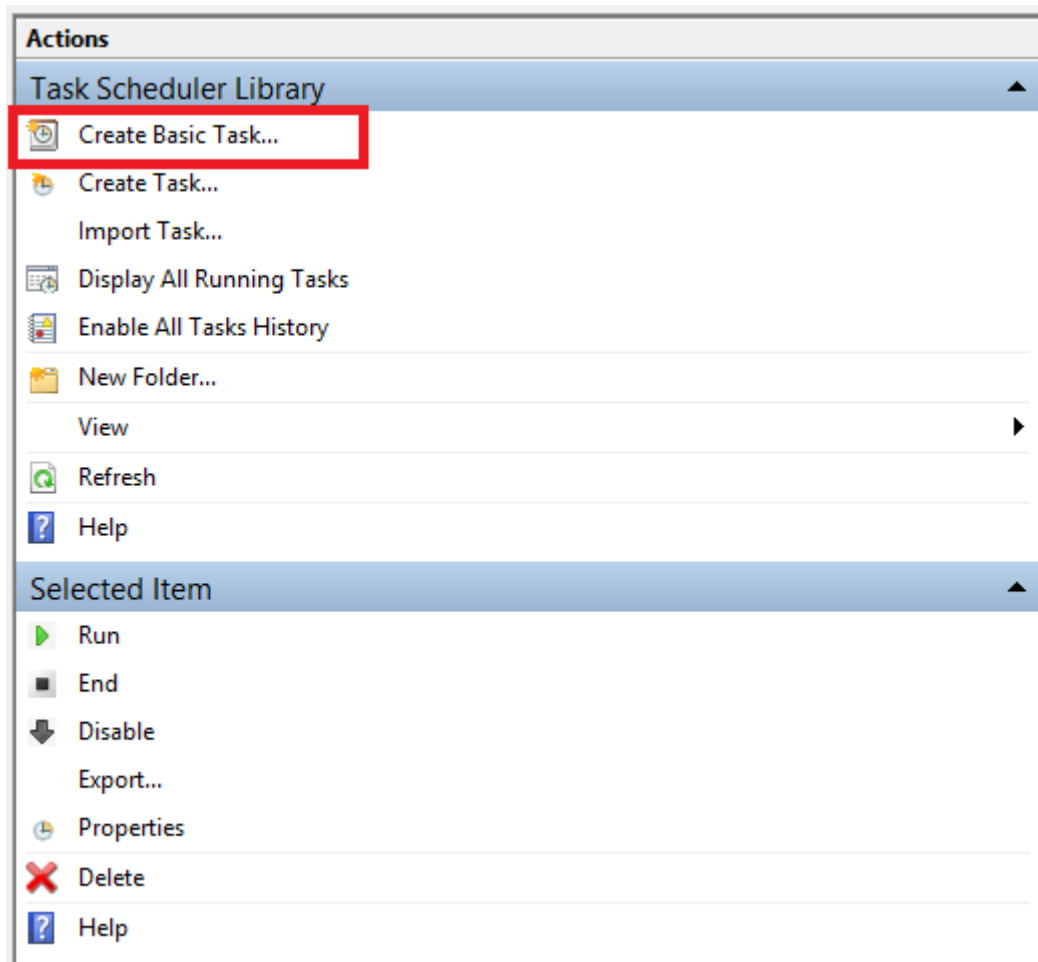 Actions
Task Scheduler Library
Create Basic Task...
Create Task...
Import Task...
Display All Running Tasks
Enable All Tasks History
New Folder...
View
Refresh
Help
Selected Item
Run
End
Disable
Export...
Properties
Delete
Help